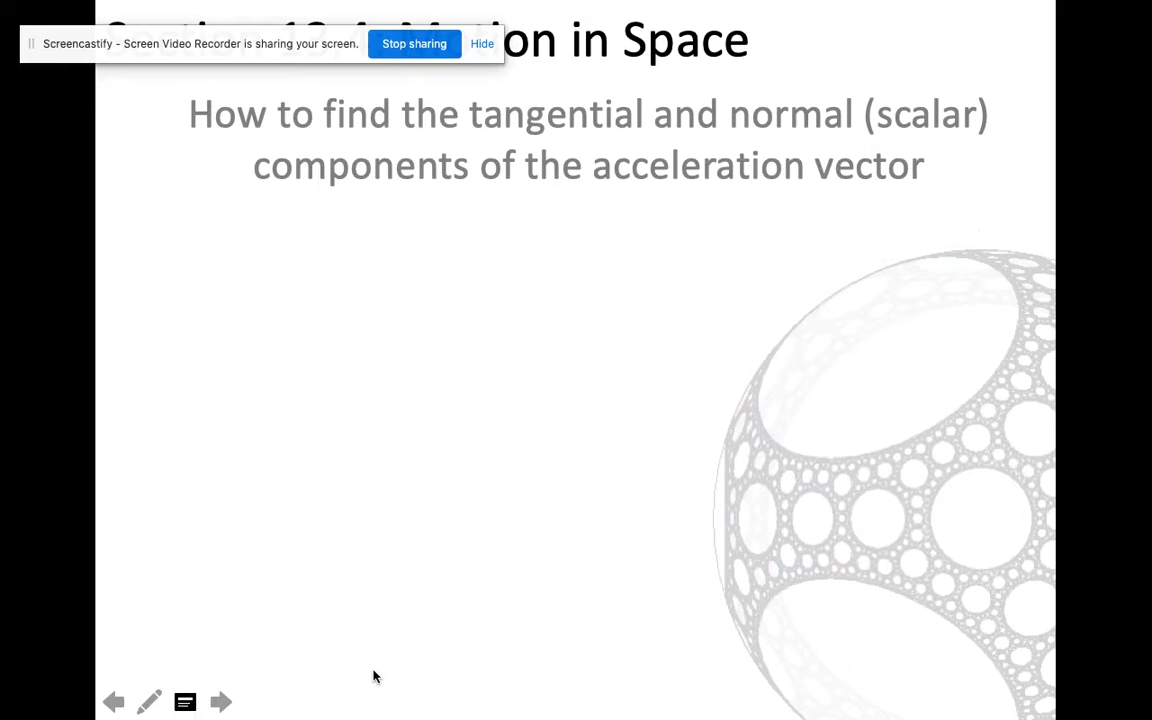 Screencastify - Screen Video Recorder is sharing your screen. Stop sharing Hide
on in Space
How to find the tangential and normal (scalar)
components of the acceleration vector